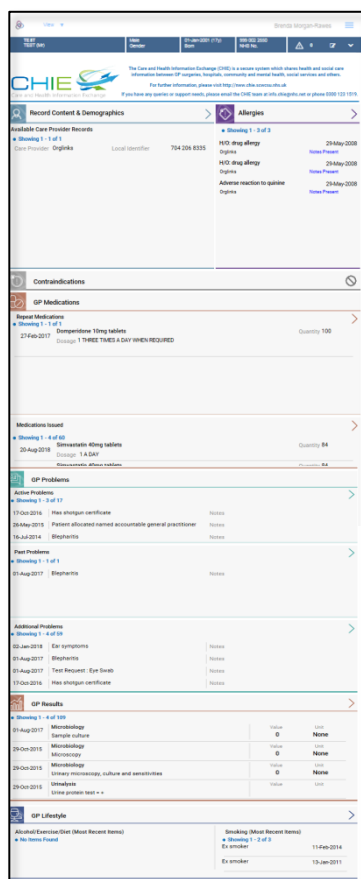 View
Brenda Morgan-Rawes
TEST
TEST (Mr)
Male
Gender
01-Jan-2001 (17y)
Born
999 002 2000
NHS No.
3
CHIE
Care and Health Information Exchange
The Care and Health Information Exchange (CHIE) is a secure system which shares health and social care
information between GP surgeries, hospitals, community and mental health, social services and others.
For further information, please visit http://www.chie.scwcsu.nhs.uk
If you have any queries or support needs, please email the CHIE team at info.chie@nhs.net or phone 0300 123 1519.
Record Content & Demographics
Available Care Provider Records
Showing 1 - 1 of 1
Care Provider Orglinks Local Identifier 704 206 8335
Allergies
Showing 1 - 3 of 3
H/O: drug allergy 29-May-2008
Orglinks Notes Present
H/O: drug allergy 29-May-2008
Orglinks Notes Present
Adverse reaction to quinine 29-May-2008
Orglinks Notes Present
Contraindications
GP Medications
Repeat Medications
Showing 1 - 1 of 1
27-Feb-2017 Domperidone 10mg tablets Quantity 100
Dosage 1 THREE TIMES A DAY WHEN REQUIRED
Medications Issued
Showing 1 - 4 of 60
20-Aug-2018 Simvastatin 40mg tablets Quantity 84
Dosage 1 A DAY
Simvastatin 40mg tablets Quantity 84
GP Problems
Active Problems
Showing 1 - 3 of 17
17-Oct-2016 Has shotgun certificate Notes
26-May-2015 Patient allocated named accountable general practitioner Notes
16-Jul-2014 Blepharitis Notes
Past Problems
Showing 1 - 1 of 1
01-Aug-2017 Blepharitis Notes
Additional Problems
Showing 1 - 4 of 59
02-Jan-2018 Ear symptoms Notes
01-Aug-2017 Blepharitis Notes
01-Aug-2017 Test Request : Eye Swab Notes
17-Oct-2016 Has shotgun certificate Notes
GP Results
Showing 1 - 4 of 109
01-Aug-2017 Microbiology Value Unit
Sample culture 0 None
29-Oct-2015 Microbiology Value Unit
Microscopy 0 None
29-Oct-2015 Microbiology Value Unit
Urinary microscopy, culture and sensitivities 0 None
29-Oct-2015 Urinalysis Value Unit
Urine protein test = +
GP Lifestyle
Alcohol/Exercise/Diet (Most Recent Items)
No Items Found
Smoking (Most Recent Items)
Showing 1 - 2 of 3
Ex smoker 11-Feb-2014
Ex smoker 13-Jan-2011